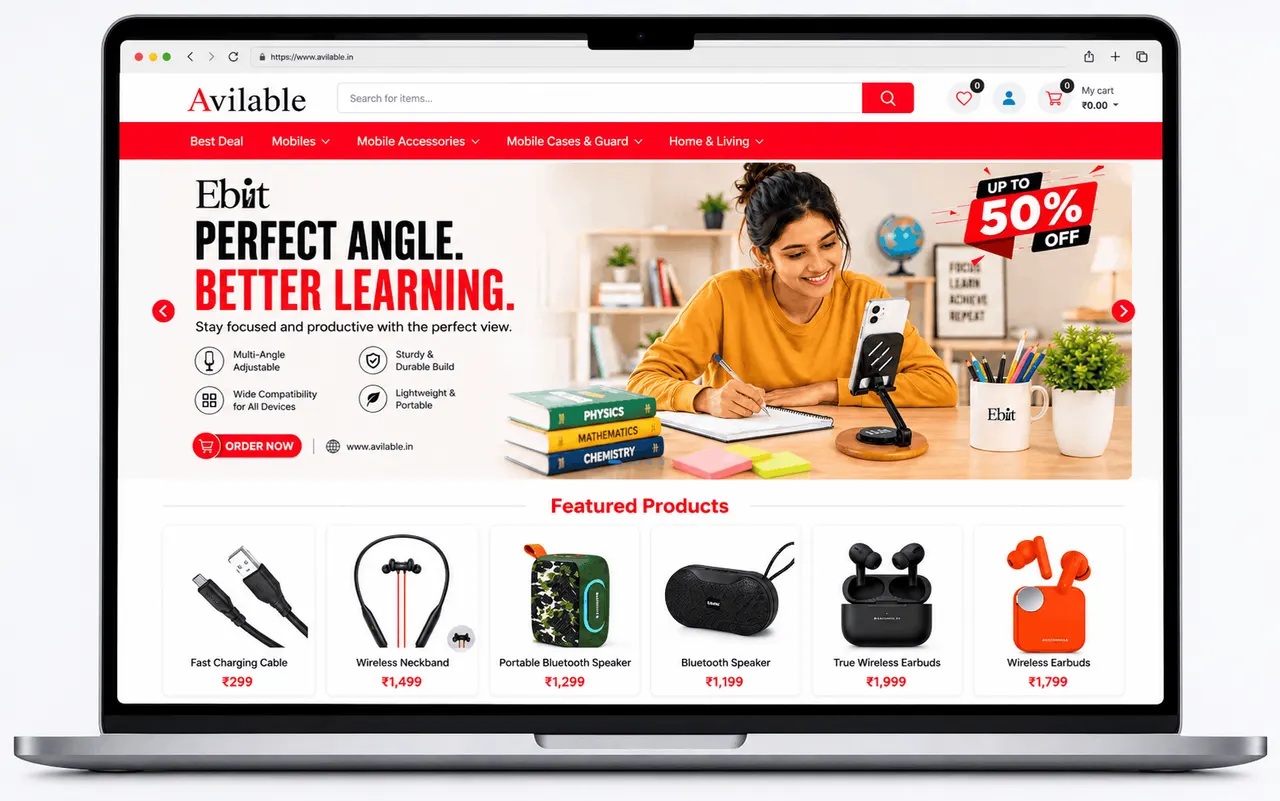 https://www.avilable.in
Avilable
Search for items...
0
0
My cart
₹0.00
Best Deal
Mobiles
Mobile Accessories
Mobile Cases & Guard
Home & Living
Ebit
PERFECT ANGLE.
BETTER LEARNING.
Stay focused and productive with the perfect view.
Multi-Angle
Adjustable
Sturdy &
Durable Build
Wide Compatibility
for All Devices
Lightweight &
Portable
ORDER NOW
www.avilable.in
UP TO
50%
OFF
FOCUS
LEARN
ACHIEVE
REPEAT
PHYSICS
MATHEMATICS
CHEMISTRY
Ebit
Featured Products
Fast Charging Cable
₹299
Wireless Neckband
₹1,499
Portable Bluetooth Speaker
₹1,299
Bluetooth Speaker
₹1,199
True Wireless Earbuds
₹1,999
Wireless Earbuds
₹1,799